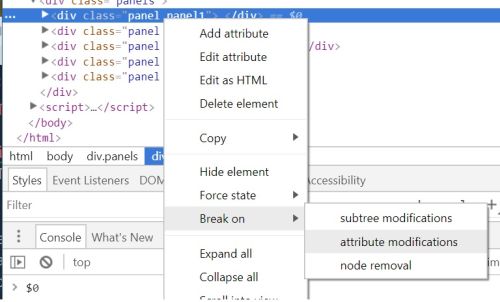 <div class="panels">
<div class="panel panel1"> </div> == $0
<div class="panel Add attribute
<div class="panel Edit attribute </div>
<div class="panel Edit as HTML
<div class="panel Delete element
<script>…</script>
</body>
</html>
Copy
html body div.panels
Hide element
Styles Event Listeners Accessibility
Force state
Filter
Break on
subtree modifications
attribute modifications
node removal
Console What's New
Expand all
top
Collapse all
$0
Scroll into view